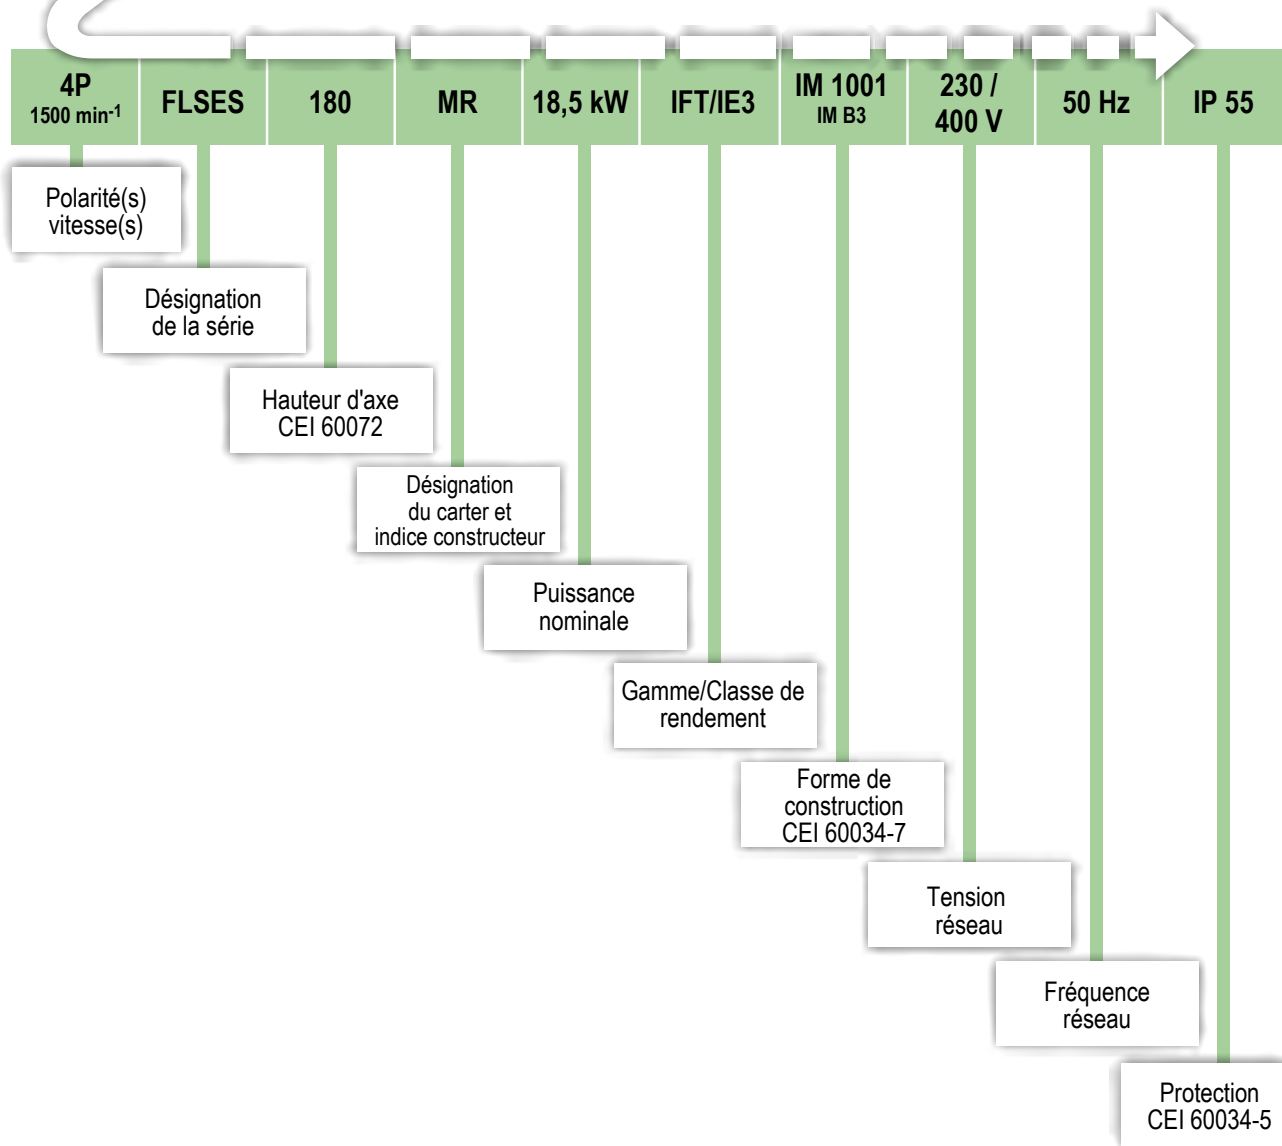 4P
1500 min-1
FLSES
180
MR
18,5 kW
IFT/IE3
IM 1001
IM B3
230 /
400 V
50 Hz
IP 55
Polarité(s)
vitesse(s)
Désignation
de la série
Hauteur d'axe
CEI 60072
Désignation
du carter et
indice constructeur
Puissance
nominale
Gamme/Classe de
rendement
Forme de
construction
CEI 60034-7
Tension
réseau
Fréquence
réseau
Protection
CEI 60034-5